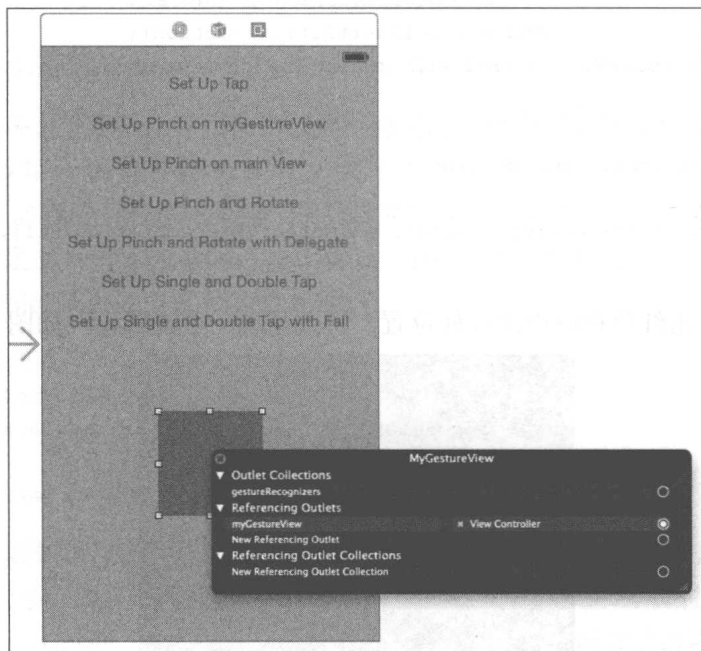 Set Up Tap
Set Up Pinch on myGestureView
Set Up Pinch on main View
Set Up Pinch and Rotate
Set Up Pinch and Rotate with Delegate
Set Up Single and Double Tap
Set Up Single and Double Tap with Fail
MyGestureView
▼ Outlet Collections
gestureRecognizers
▼ Referencing Outlets
myGestureView ✖ View Controller
New Referencing Outlet
▼ Referencing Outlet Collections
New Referencing Outlet Collection